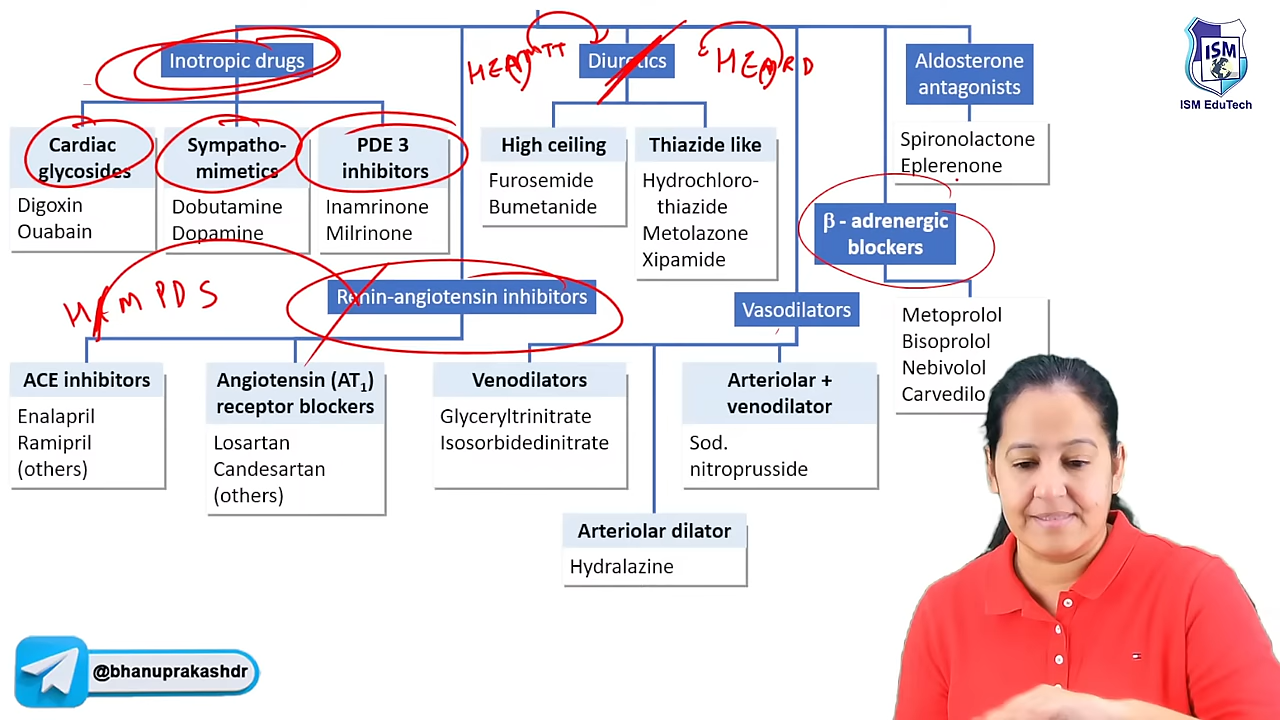 Inotropic drugs
Cardiac
glycosides
Digoxin
Ouabain
Sympatho-
mimetics
Dobutamine
Dopamine
PDE 3
inhibitors
Inamrinone
Milrinone
Diuretics
High ceiling
Furosemide
Bumetanide
Thiazide like
Hydrochloro-
thiazide
Metolazone
Xipamide
Aldosterone
antagonists
Spironolactone
Eplerenone
ISM
ISM EduTech
β - adrenergic
blockers
Metoprolol
Bisoprolol
Nebivolol
Carvedilo
Renin-angiotensin inhibitors
ACE inhibitors
Enalapril
Ramipril
(others)
Angiotensin (AT₁)
receptor blockers
Losartan
Candesartan
(others)
Vasodilators
Venodilators
Glyceryltrinitrate
Isosorbidedinitrate
Arteriolar +
venodilator
Sod.
nitroprusside
Arteriolar dilator
Hydralazine
@bhanuprakashdr